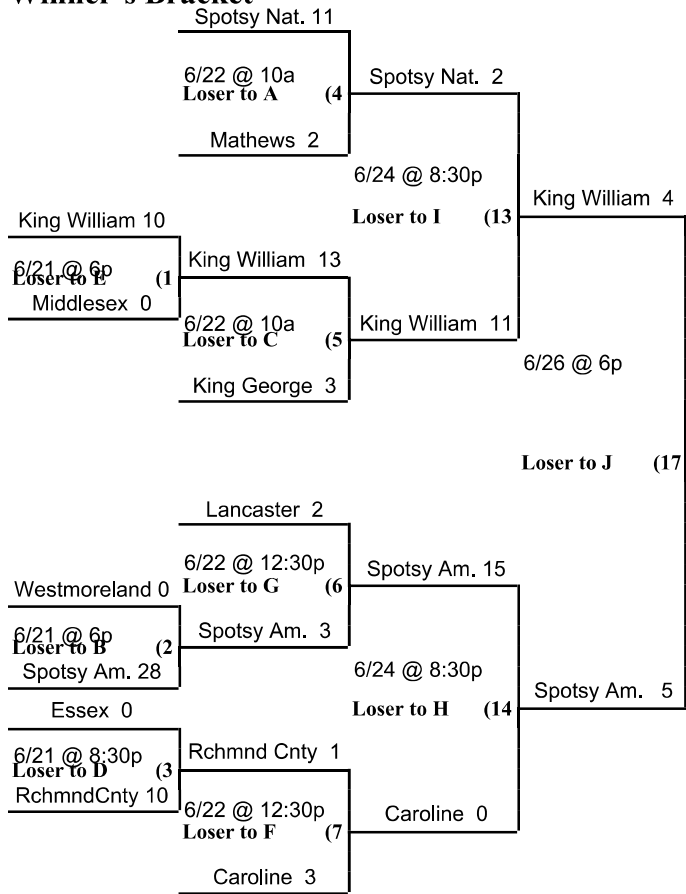 Winner's Bracket
Spotsy Nat. 11
6/22 @ 10a
Loser to A (4
Mathews 2
Spotsy Nat. 2
6/24 @ 8:30p
Loser to I (13
King William 10
6/21 @ 6p
Loser to E (1
Middlesex 0
King William 13
6/22 @ 10a
Loser to C (5
King George 3
King William 11
King William 4
6/26 @ 6p
Loser to J (17
Lancaster 2
6/22 @ 12:30p
Loser to G (6
Spotsy Am. 3
Westmoreland 0
6/21 @ 6p
Loser to B (2
Spotsy Am. 28
Spotsy Am. 15
6/24 @ 8:30p
Loser to H (14
Spotsy Am. 5
Essex 0
6/21 @ 8:30p
Loser to D (3
RchmndCnty 10
Rchmnd Cnty 1
6/22 @ 12:30p
Loser to F (7
Caroline 3
Caroline 0